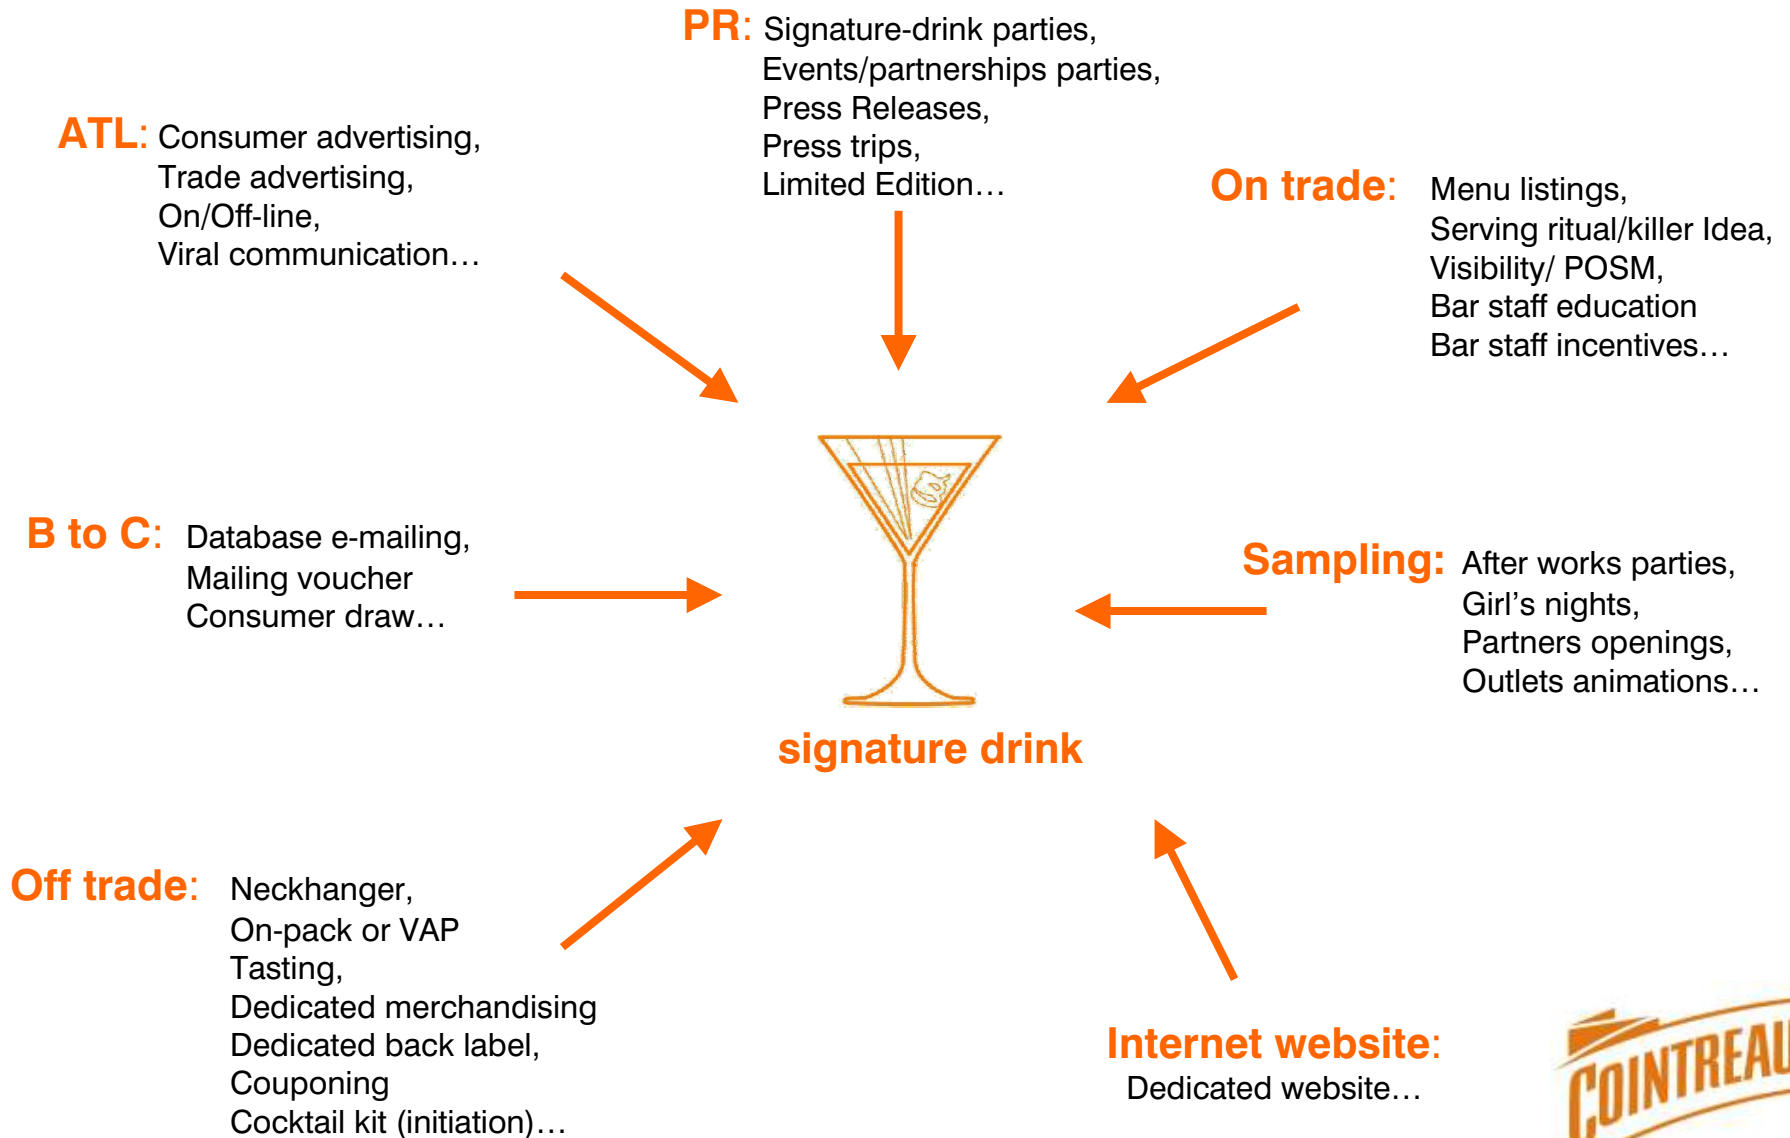 PR: Signature-drink parties,
Events/partnerships parties,
Press Releases,
Press trips,
Limited Edition…
ATL: Consumer advertising,
Trade advertising,
On/Off-line,
Viral communication…
On trade: Menu listings,
Serving ritual/killer Idea,
Visibility/ POSM,
Bar staff education
Bar staff incentives…
B to C: Database e-mailing,
Mailing voucher
Consumer draw…
Sampling: After works parties,
Girl's nights,
Partners openings,
Outlets animations…
signature drink
Off trade: Neckhanger,
On-pack or VAP
Tasting,
Dedicated merchandising
Dedicated back label,
Couponing
Cocktail kit (initiation)…
Internet website:
Dedicated website…
COINTREAU